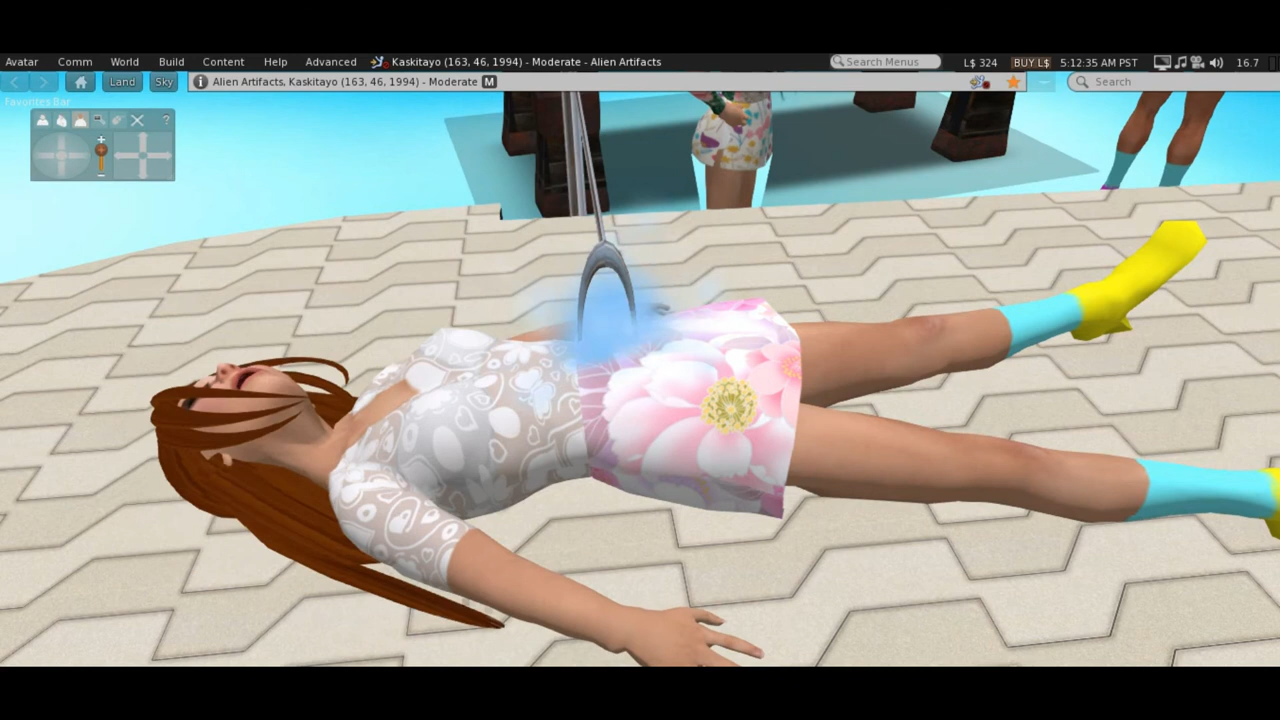 Avatar Comm World Build Content Help Advanced Kaskitayo (163, 46, 1994) - Moderate - Alien Artifacts Search Menus L$ 324 BUY L$ 5:12:35 AM PST 16.7
Land Sky i Alien Artifacts, Kaskitayo (163, 46, 1994) - Moderate M Search
Favorites Bar
?